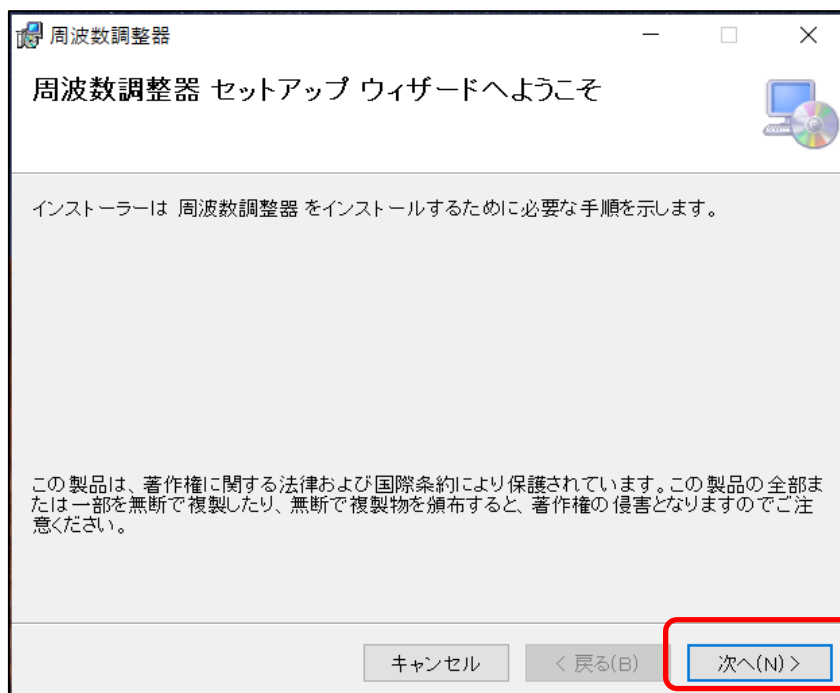 周波数調整器
周波数調整器 セットアップ ウィザードへようこそ
インストーラーは 周波数調整器 をインストールするために必要な手順を示します。
この製品は、著作権に関する法律および国際条約により保護されています。この製品の全部ま
たは一部を無断で複製したり、無断で複製物を頒布すると、著作権の侵害となりますのでご注
意ください。
キャンセル
< 戻る(B)
次へ(N) >